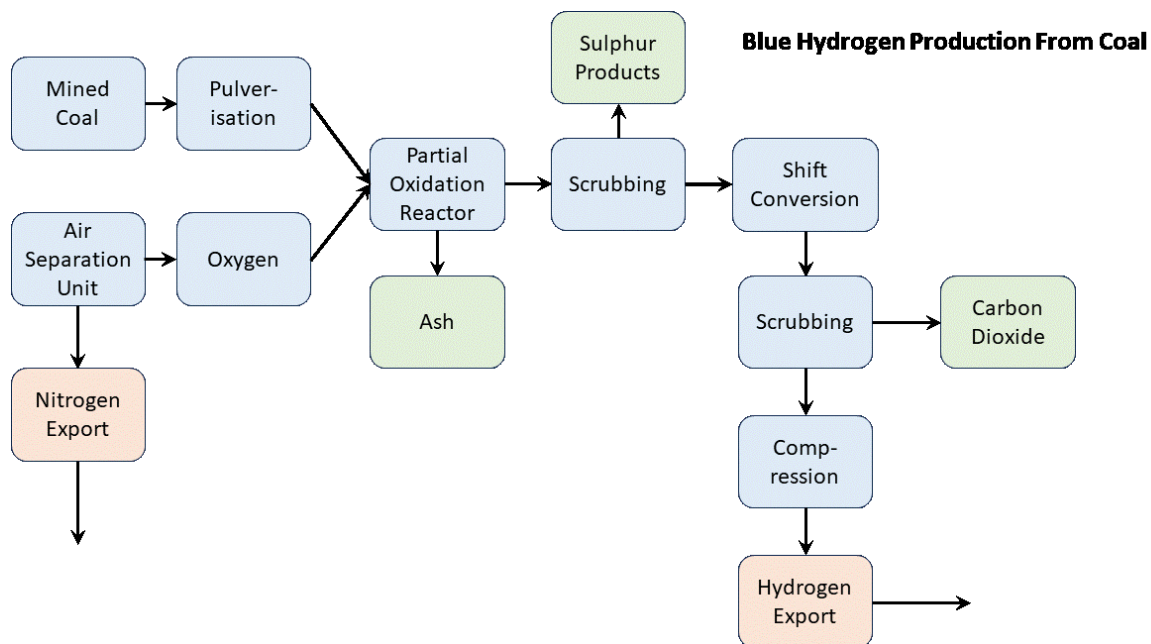 Blue Hydrogen Production From Coal
Sulphur
Products
Mined
Coal
Pulver-
isation
Partial
Oxidation
Reactor
Scrubbing
Shift
Conversion
Air
Separation
Unit
Oxygen
Ash
Scrubbing
Carbon
Dioxide
Nitrogen
Export
Comp-
ression
Hydrogen
Export